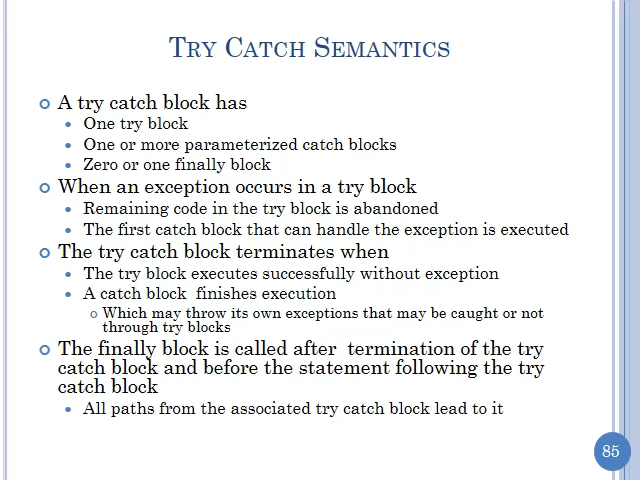 TRY CATCH SEMANTICS
A try catch block has
One try block
One or more parameterized catch blocks
Zero or one finally block
When an exception occurs in a try block
Remaining code in the try block is abandoned
The first catch block that can handle the exception is executed
The try catch block terminates when
The try block executes successfully without exception
A catch block finishes execution
Which may throw its own exceptions that may be caught or not
through try blocks
The finally block is called after termination of the try
catch block and before the statement following the try
catch block
All paths from the associated try catch block lead to it
85